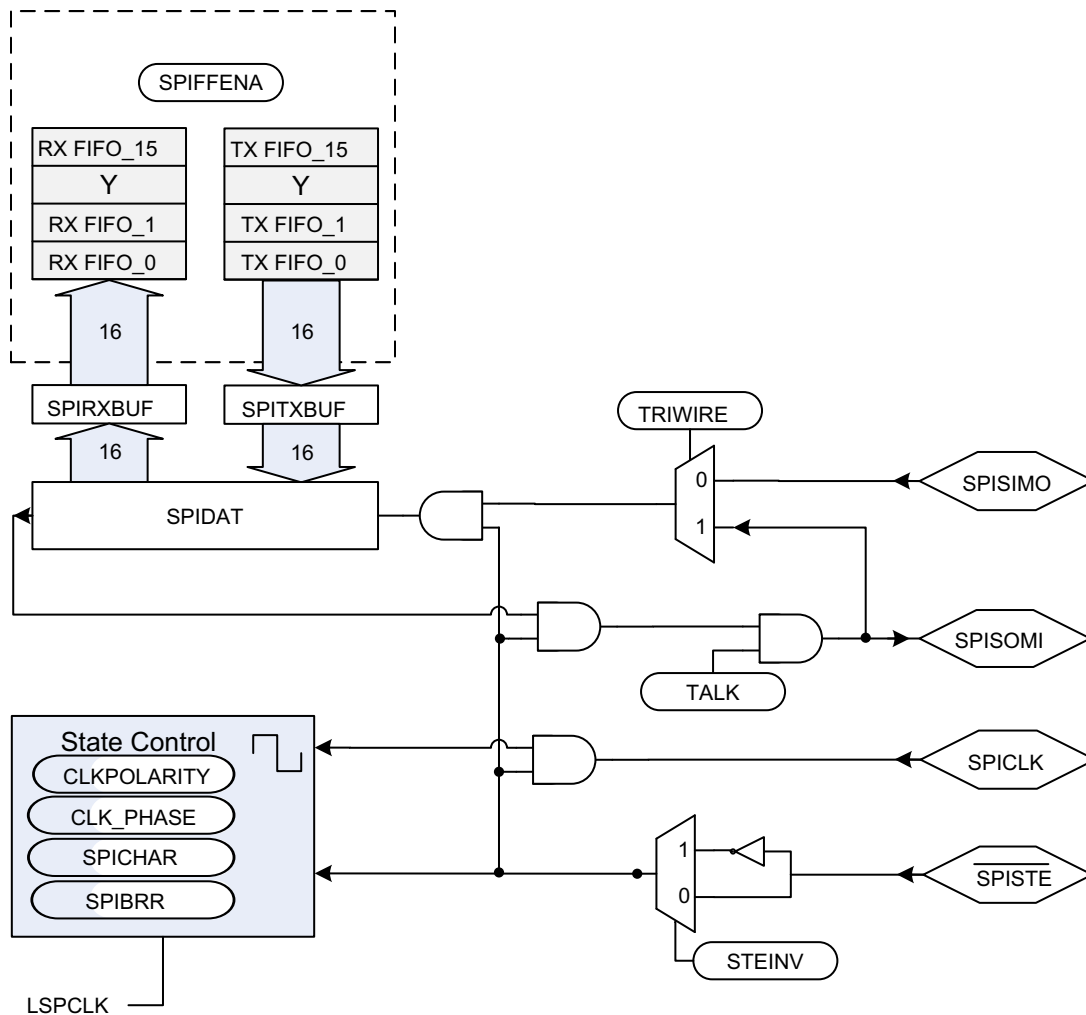 SPIFFENA
RX FIFO_15
TX FIFO_15
Y
Y
RX FIFO_1
TX FIFO_1
RX FIFO_0
TX FIFO_0
16
16
SPIRXBUF
SPITXBUF
TRIWIRE
16
16
0
SPISIMO
SPIDAT
1
SPISOMI
TALK
State Control
CLKPOLARITY
SPICLK
CLK_PHASE
SPICHAR
1
SPISTE
SPIBRR
0
STEINV
LSPCLK